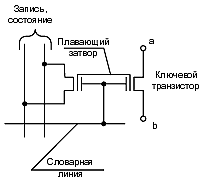 Запись,
состояние
Плавающий
затвор
a
Ключевой
транзистор
b
Словарная
линия